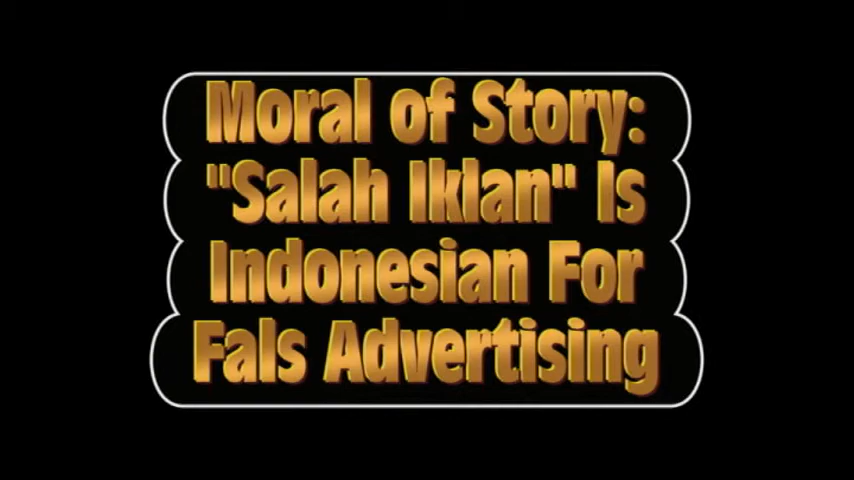 Moral of Story:
"Salah Iklan" Is
Indonesian For
Fals Advertising